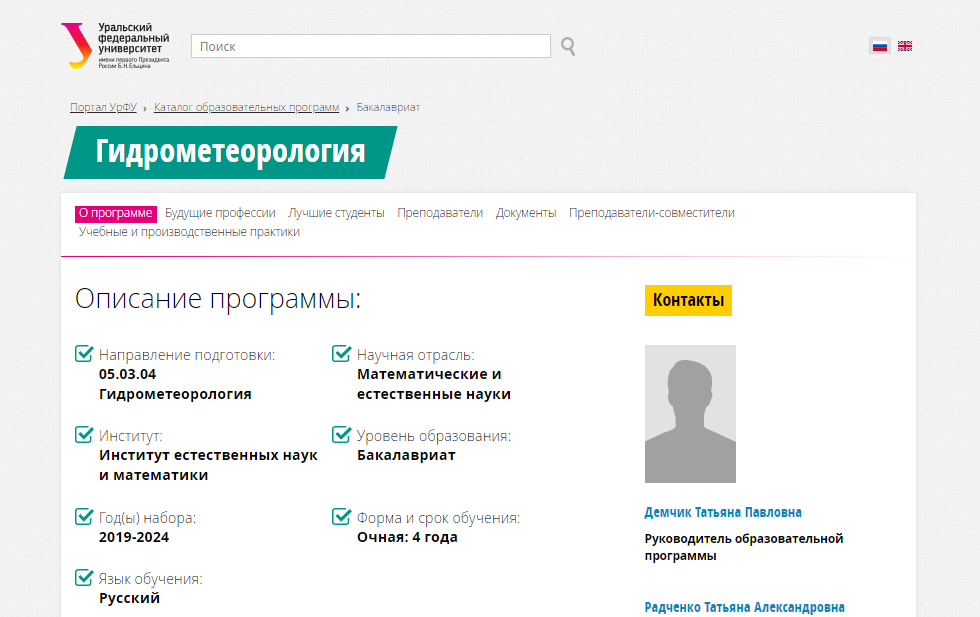 Уральский
федеральный
университет
имени первого Президента
России Б.Н.Ельцина
Поиск
Портал УрФУ › Каталог образовательных программ › Бакалавриат
Гидрометеорология
О программе Будущие профессии Лучшие студенты Преподаватели Документы Преподаватели-совместители
Учебные и производственные практики
Описание программы:
Направление подготовки:
05.03.04
Гидрометеорология
Научная отрасль:
Математические и
естественные науки
Институт:
Институт естественных наук
и математики
Уровень образования:
Бакалавриат
Год(ы) набора:
2019-2024
Форма и срок обучения:
Очная: 4 года
Язык обучения:
Русский
Контакты
Демчик Татьяна Павловна
Руководитель образовательной
программы
Радченко Татьяна Александровна